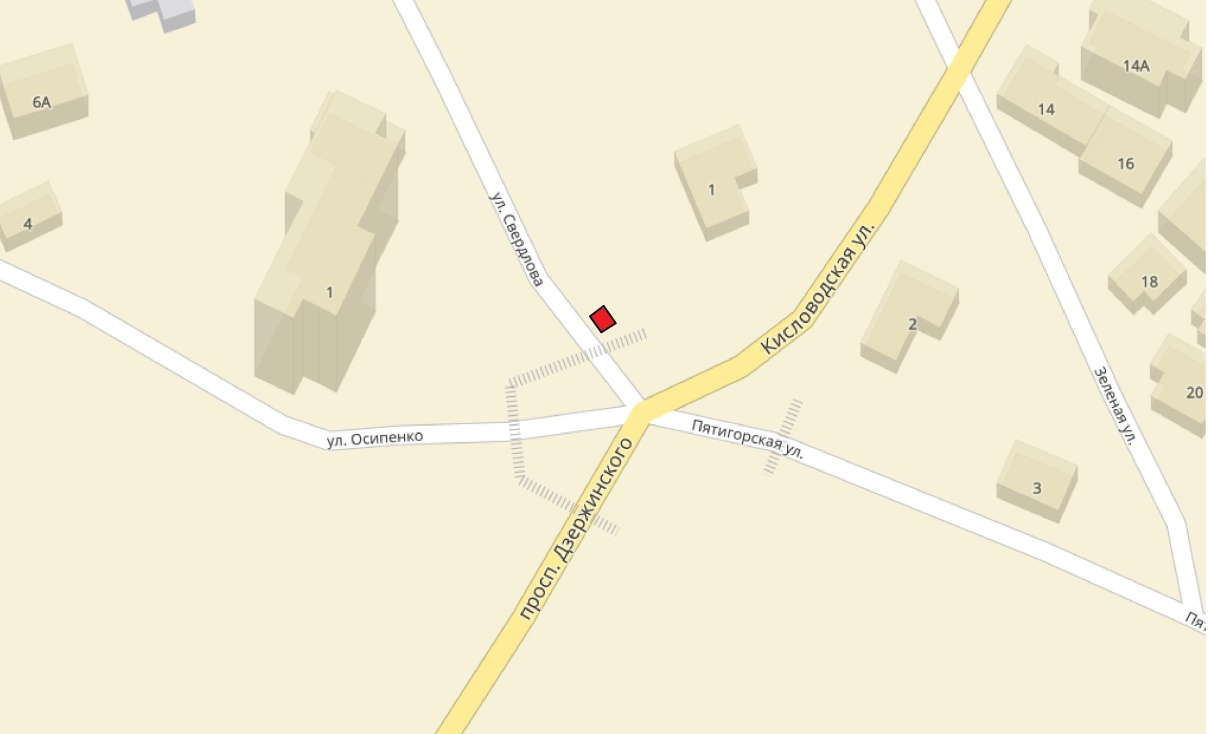 14А
6А
14
16
1
4
ул. Свердлова
Кисловодская ул.
18
1
2
Зеленая ул.
20
ул. Осипенко
Пятигорская ул.
просп. Дзержинского
3